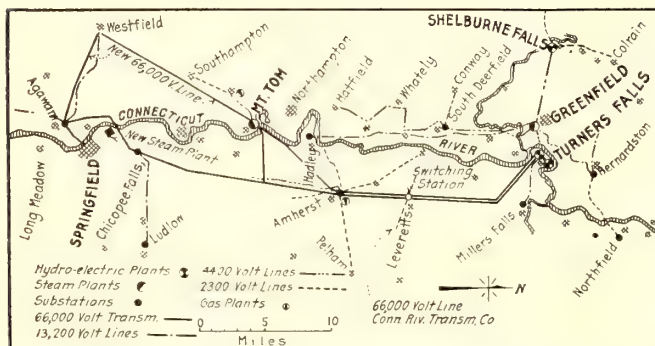 Westfield
SHELBURNE FALLS
Colrain
New 66,000 V. Line
Southampton
MT TOM
Northampton
Hatfield
Whately
Conway
South Deerfield
GREENFIELD
TURNERS FALLS
Bernardston
Agawam
CONNECTICUT
RIVER
New Steam Plant
Hadley
Switching
Station
Long Meadow
SPRINGFIELD
Chicopee Falls
Ludlow
Amherst
Pelham
Leveretts
Millers Falls
Northfield
Hydro-electric Plants
4400 Volt Lines
Steam Plants
2300 Volt Lines
Substations
Gas Plants
66,000 Volt Transm.
13,200 Volt Lines
0 5 10
Miles
N
66,000 Volt Line
Conn. Riv. Transm. Co